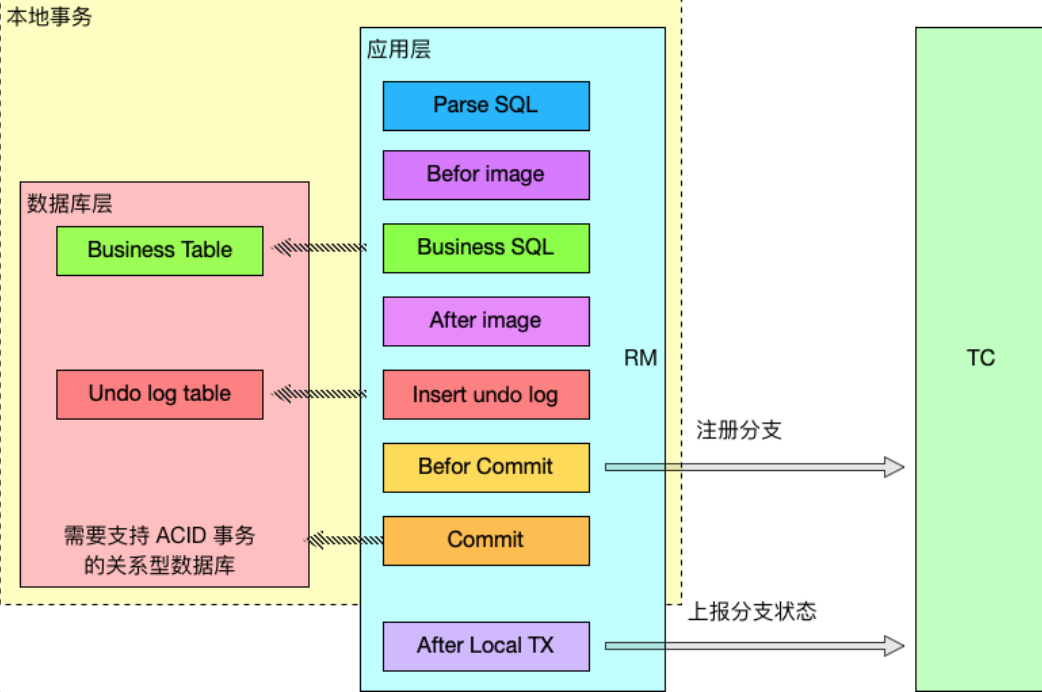 本地事务
应用层
Parse SQL
Befor image
数据库层
Business Table
Business SQL
After image
RM
TC
Undo log table
Insert undo log
注册分支
Befor Commit
需要支持 ACID 事务
的关系型数据库
Commit
上报分支状态
After Local TX